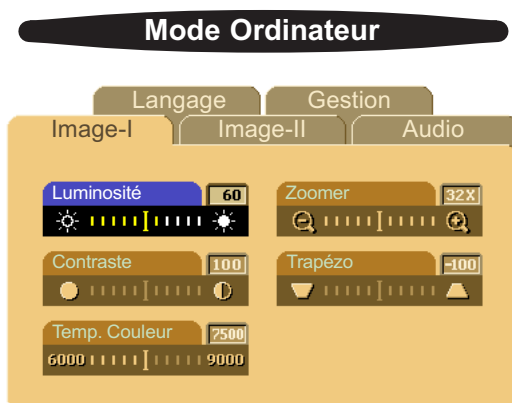 Mode Ordinateur
Langage Gestion
Image-I Image-II Audio
Luminosité 60
Zoomer 32X
Contraste 100
Trapézo -100
Temp. Couleur 7500
6000 9000